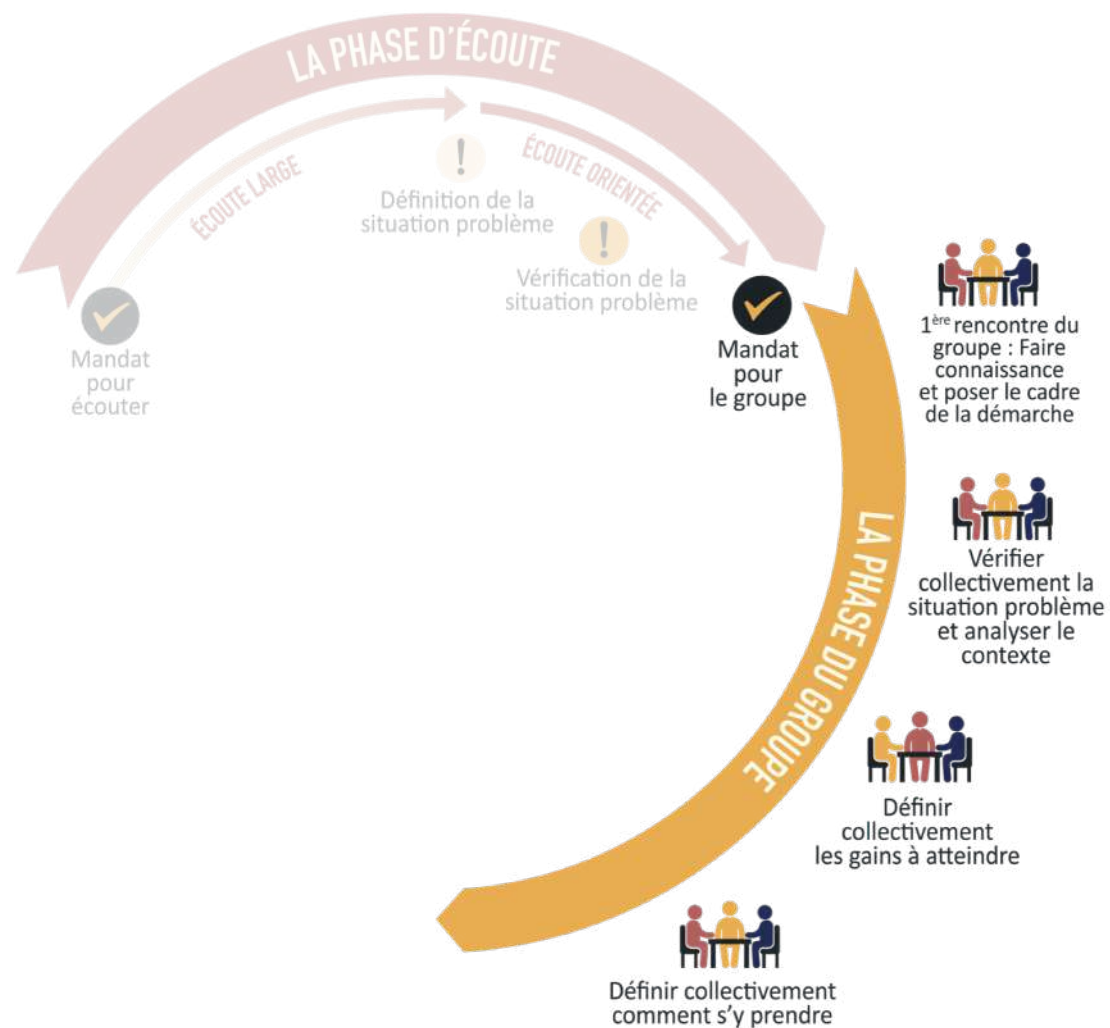 LA PHASE D'ÉCOUTE
ÉCOUTE LARGE
ÉCOUTE ORIENTÉE
!
Définition de la
situation problème
!
Vérification de la
situation problème
Mandat
pour
écouter
Mandat
pour
le groupe
1ère rencontre du
groupe : Faire
connaissance
et poser le cadre
de la démarche
LA PHASE DU GROUPE
Vérifier
collectivement la
situation problème
et analyser le
contexte
Définir
collectivement
les gains à atteindre
Définir collectivement
comment s'y prendre